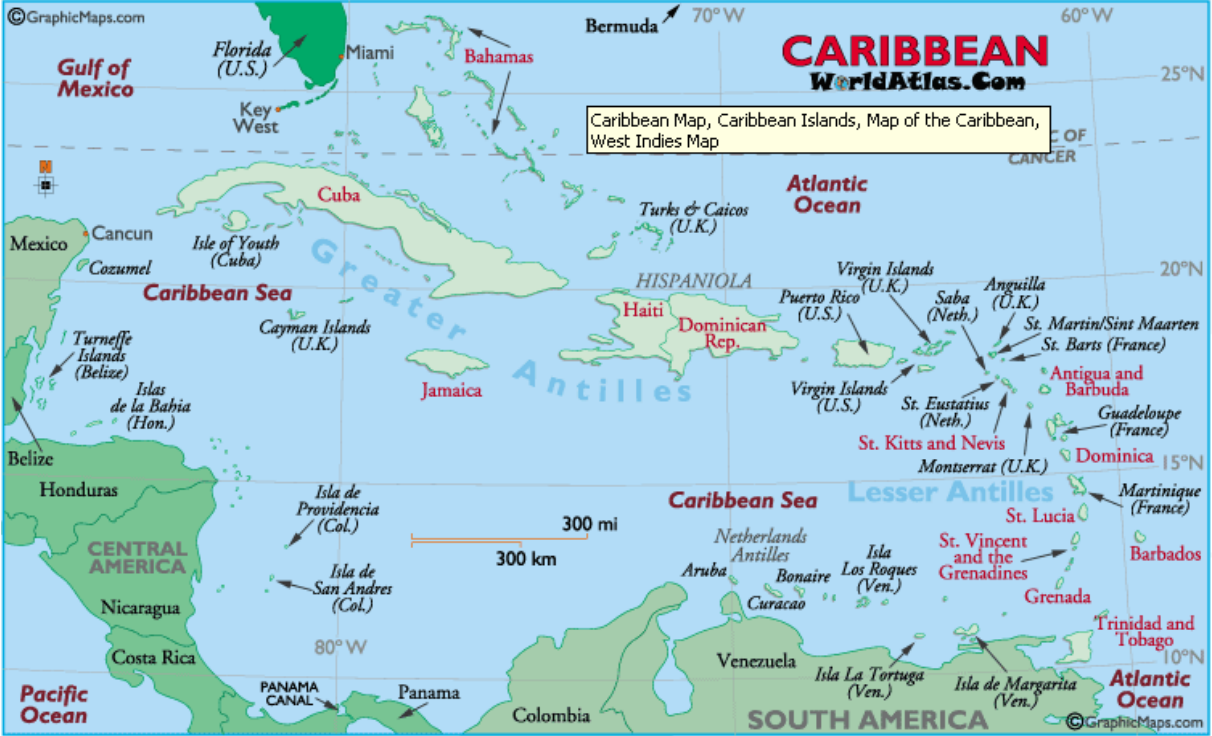 ©GraphicMaps.com
Bermuda
70°W
60°W
CARIBBEAN
WorldAtlas.Com
Florida
(U.S.)
Miami
Bahamas
Gulf of
Mexico
25°N
Key
West
Caribbean Map, Caribbean Islands, Map of the Caribbean,
West Indies Map
C OF
CANCER
N
Atlantic
Ocean
Cuba
Turks & Caicos
(U.K.)
Mexico
Cancun
Isle of Youth
(Cuba)
Cozumel
Greater
Antilles
Caribbean Sea
HISPANIOLA
20°N
Virgin Islands
(U.K.)
Anguilla
(U.K.)
Puerto Rico
(U.S.)
Saba
(Neth.)
Haiti
Dominican
Rep.
Cayman Islands
(U.K.)
St. Martin/Sint Maarten
St. Barts (France)
Turneffe
Islands
(Belize)
Jamaica
Virgin Islands
(U.S.)
Antigua and
Barbuda
Islas
de la Bahia
(Hon.)
St. Eustatius
(Neth.)
Guadeloupe
(France)
St. Kitts and Nevis
Montserrat (U.K.)
Dominica
Belize
15°N
Honduras
Isla de
Providencia
(Col.)
Caribbean Sea
Lesser Antilles
Martinique
(France)
St. Lucia
300 mi
300 km
Netherlands
Antilles
CENTRAL
AMERICA
St. Vincent
and the
Grenadines
Barbados
Aruba
Bonaire
Curacao
Isla
Los Roques
(Ven.)
Isla de
San Andres
(Col.)
Grenada
Nicaragua
Trinidad and
Tobago
80°W
Costa Rica
10°N
Venezuela
Isla La Tortuga
(Ven.)
Isla de Margarita
(Ven.)
Pacific
Ocean
PANAMA
CANAL
Panama
Colombia
SOUTH AMERICA
Atlantic
Ocean
©GraphicMaps.com